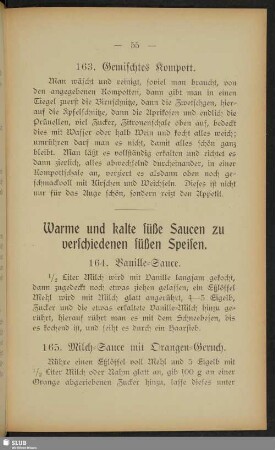 — 55 —
163. Gemischtes Kompott.
Man wäscht und reinigt, soviel man braucht, von
den angegebenen Kompotten, dann gibt man in einen
Tiegel zuerst die Birnschnitze, dann die Zwetschgen, hier-
auf die Apfelschnitze, dann die Aprikosen und endlich die
Prünellen, viel Zucker, Zitronenschale oben auf, bedeckt
dies mit Wasser oder halb Wein und kocht alles weich;
umrühren darf man es nicht, damit alles schön ganz
bleibt. Man läßt es vollständig erkalten und richtet es
dann zierlich, alles abwechselnd durcheinander, in einer
Kompottschale an, verziert es alsdann oben noch ge-
schmackvoll mit Kirschen und Weichseln. Dieses ist nicht
nur für das Auge schön, sondern reizt den Appetit.
Warme und kalte süße Saucen zu
verschiedenen süßen Speisen.
164. Vanille-Sauce.
½ Liter Milch wird mit Vanille langsam gekocht,
dann zugedeckt noch etwas ziehen gelassen, ein Eßlöffel
Mehl wird mit Milch glatt angerührt, 4—5 Eigelb,
Zucker und die etwas erkaltete Vanille-Milch hinzu ge-
rührt, hierauf rührt man es mit dem Schneebesen, bis
es kochend ist, und seiht es durch ein Haarsieb.
165. Milch-Sauce mit Orangen-Geruch.
Rühre einen Eßlöffel voll Mehl und 5 Eigelb mit
½ Liter Milch oder Rahm glatt an, gib 100 g an einer
Orange abgeriebenen Zucker hinzu, lasse dieses unter
SLUB